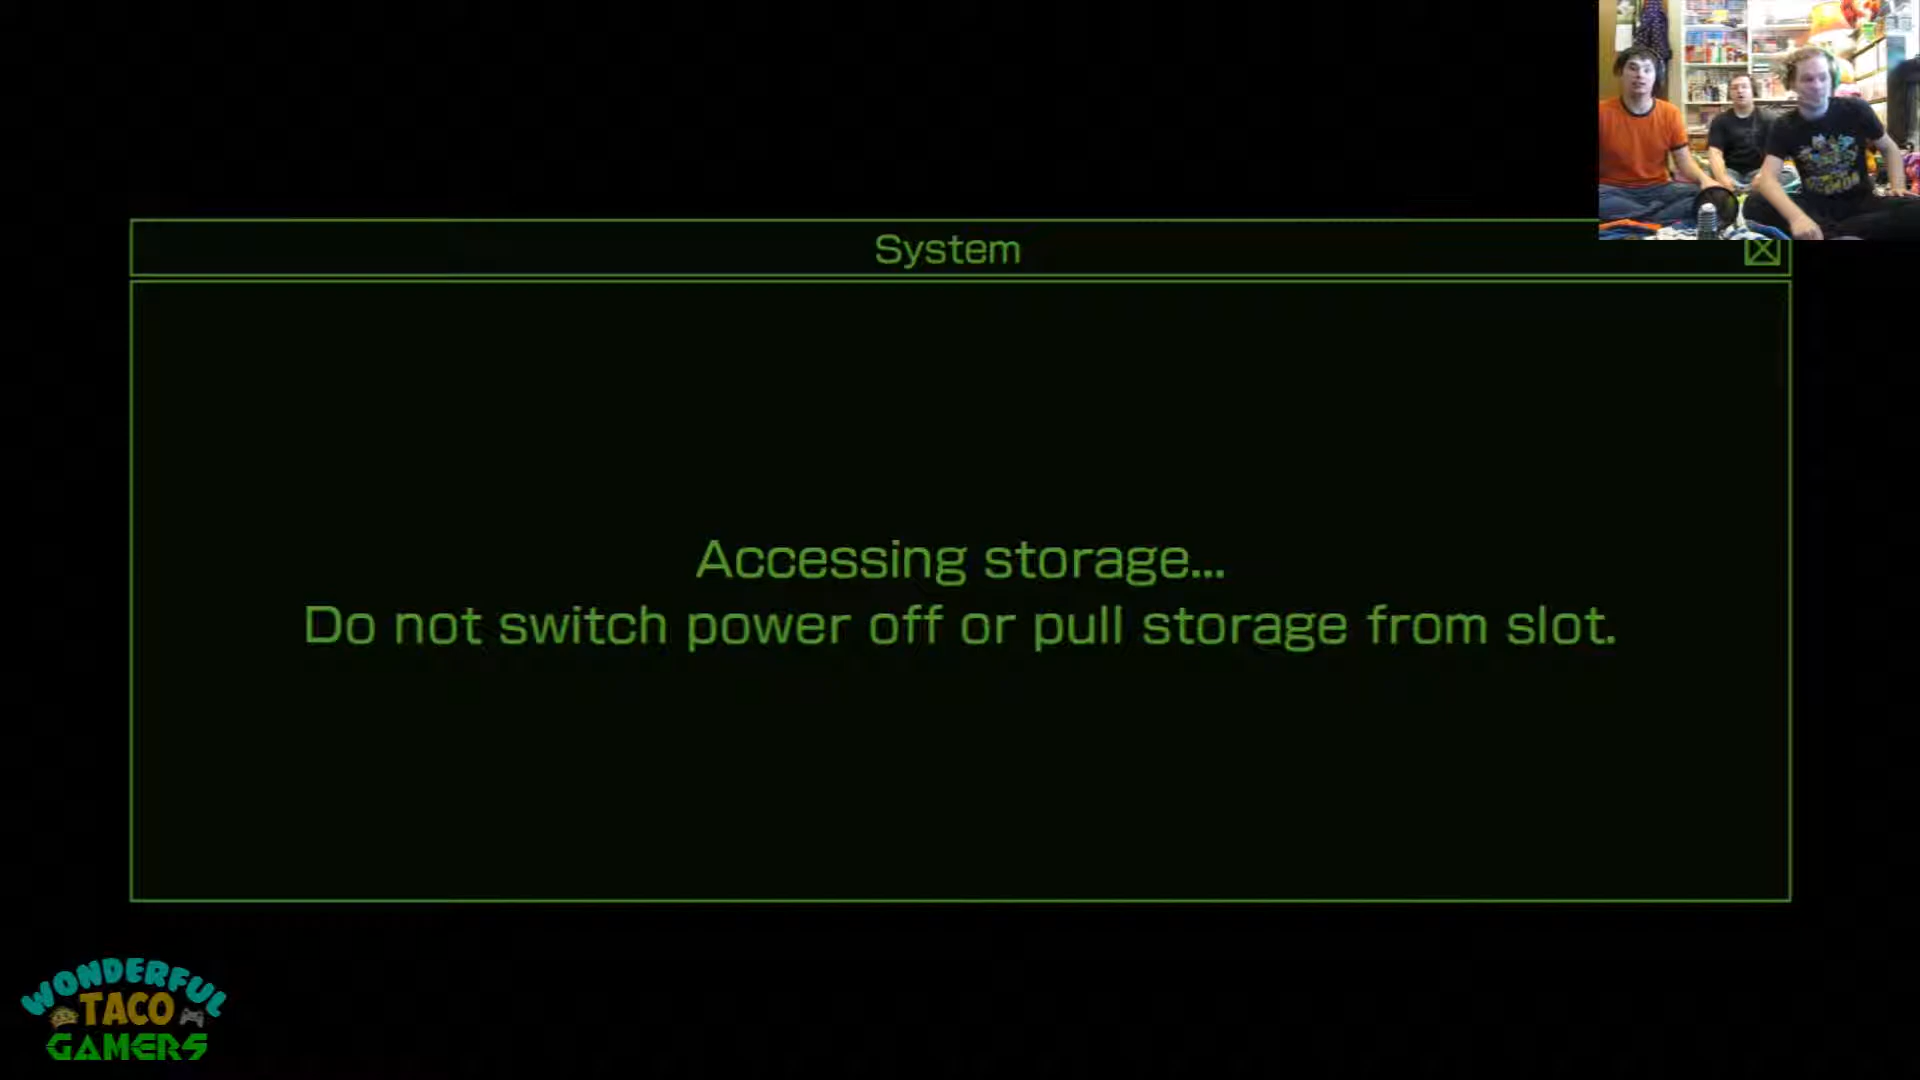 System
Accessing storage...
Do not switch power off or pull storage from slot.
WONDERFUL
TACO
GAMERS